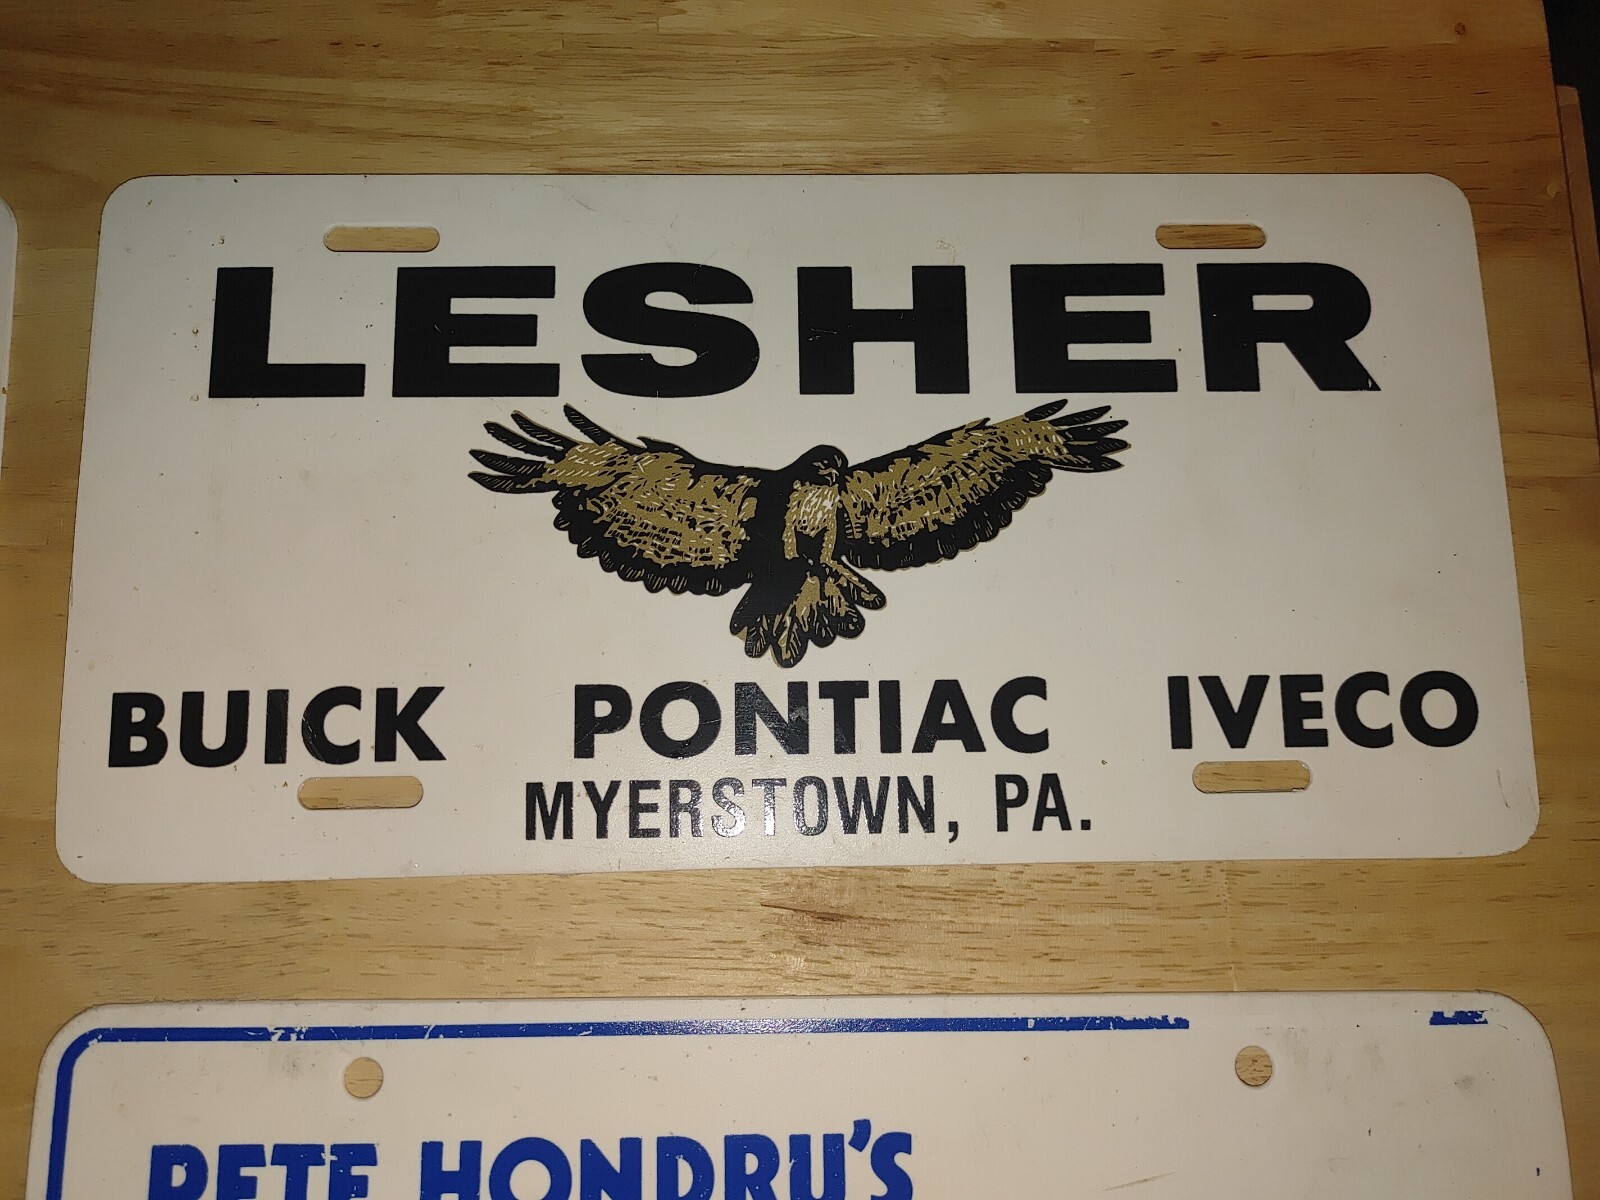 LESHER
BUICK PONTIAC IVECO
MYERSTOWN, PA.
PETE HONDRU'S